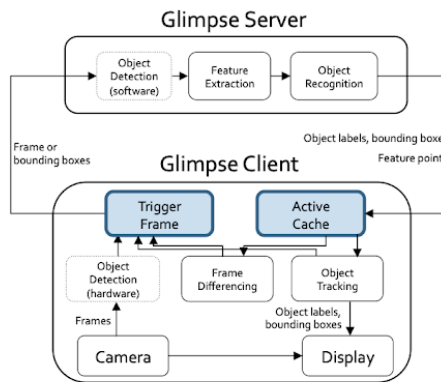 Glimpse Server
Object
Detection
(software)
Feature
Extraction
Object
Recognition
Frame or
bounding boxes
Object labels, bounding boxe
Feature point
Glimpse Client
Trigger
Frame
Active
Cache
Object
Detection
(hardware)
Frame
Differencing
Object
Tracking
Frames
Object labels,
bounding boxes
Camera
Display